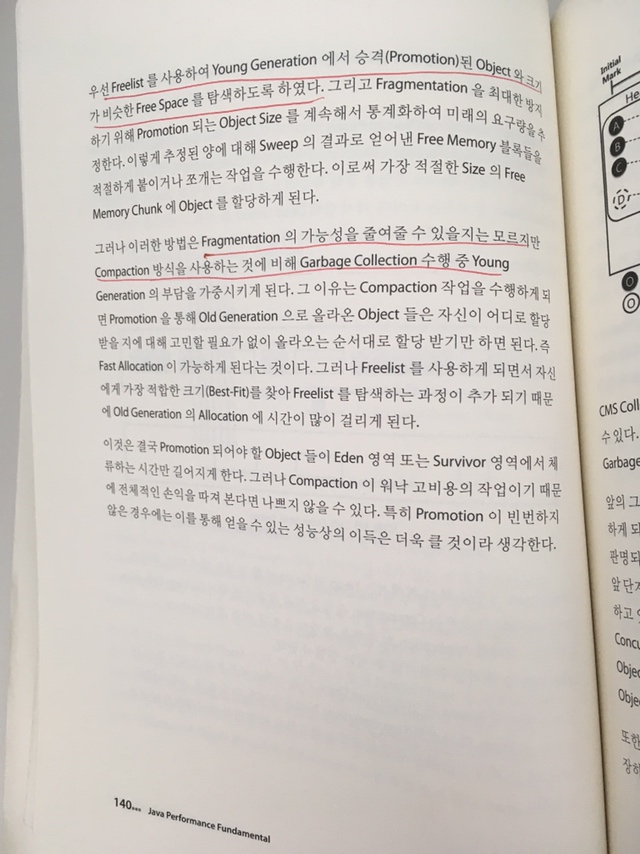 우선 Freelist 를 사용하여 Young Generation 에서 승격(Promotion)된 Object 와 크기
가 비슷한 Free Space 를 탐색하도록 하였다. 그리고 Fragmentation 을 최대한 방지
하기 위해 Promotion 되는 Object Size 를 계속해서 통계화하여 미래의 요구량을 추
정한다. 이렇게 추정된 양에 대해 Sweep 의 결과로 얻어낸 Free Memory 블록들을
적절하게 붙이거나 쪼개는 작업을 수행한다. 이로써 가장 적절한 Size 의 Free
Memory Chunk 에 Object 를 할당하게 된다.
그러나 이러한 방법은 Fragmentation 의 가능성을 줄여줄 수 있을지는 모르지만
Compaction 방식을 사용하는 것에 비해 Garbage Collection 수행 중 Young
Generation 의 부담을 가중시키게 된다. 그 이유는 Compaction 작업을 수행하게 되
면 Promotion 을 통해 Old Generation 으로 올라온 Object 들은 자신이 어디로 할당
받을 지에 대해 고민할 필요가 없이 올라오는 순서대로 할당 받기만 하면 된다. 즉
Fast Allocation 이 가능하게 된다는 것이다. 그러나 Freelist 를 사용하게 되면서 자신
에게 가장 적합한 크기(Best-Fit)를 찾아 Freelist 를 탐색하는 과정이 추가 되기 때문
에 Old Generation 의 Allocation 에 시간이 많이 걸리게 된다.
이것은 결국 Promotion 되어야 할 Object 들이 Eden 영역 또는 Survivor 영역에서 체
류하는 시간만 길어지게 한다. 그러나 Compaction 이 워낙 고비용의 작업이기 때문
에 전체적인 손익을 따져 본다면 나쁘지 않을 수 있다. 특히 Promotion 이 빈번하지
않은 경우에는 이를 통해 얻을 수 있는 성능상의 이득은 더욱 클 것이라 생각한다.
140... Java Performance Fundamental
Initial
Mark
He
A
B
C
D
O
O
CMS Coll
수 있다.
Garbage
앞의 그
하게 되
판명되
앞 단계
하고 있
Concu
Objec
Obje
또한